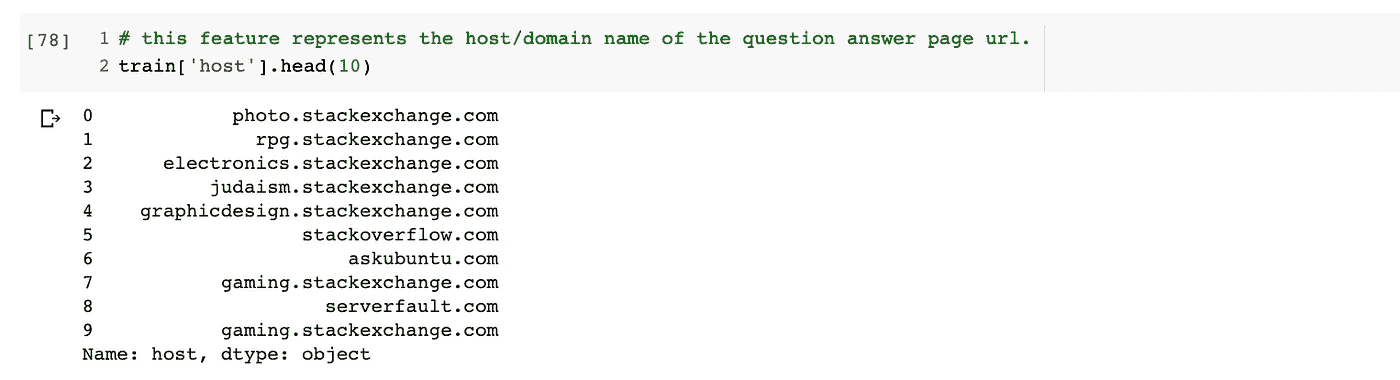 [78] 1 # this feature represents the host/domain name of the question answer page url.
2 train['host'].head(10)
0 photo.stackexchange.com
1 rpg.stackexchange.com
2 electronics.stackexchange.com
3 judaism.stackexchange.com
4 graphicdesign.stackexchange.com
5 stackoverflow.com
6 askubuntu.com
7 gaming.stackexchange.com
8 serverfault.com
9 gaming.stackexchange.com
Name: host, dtype: object